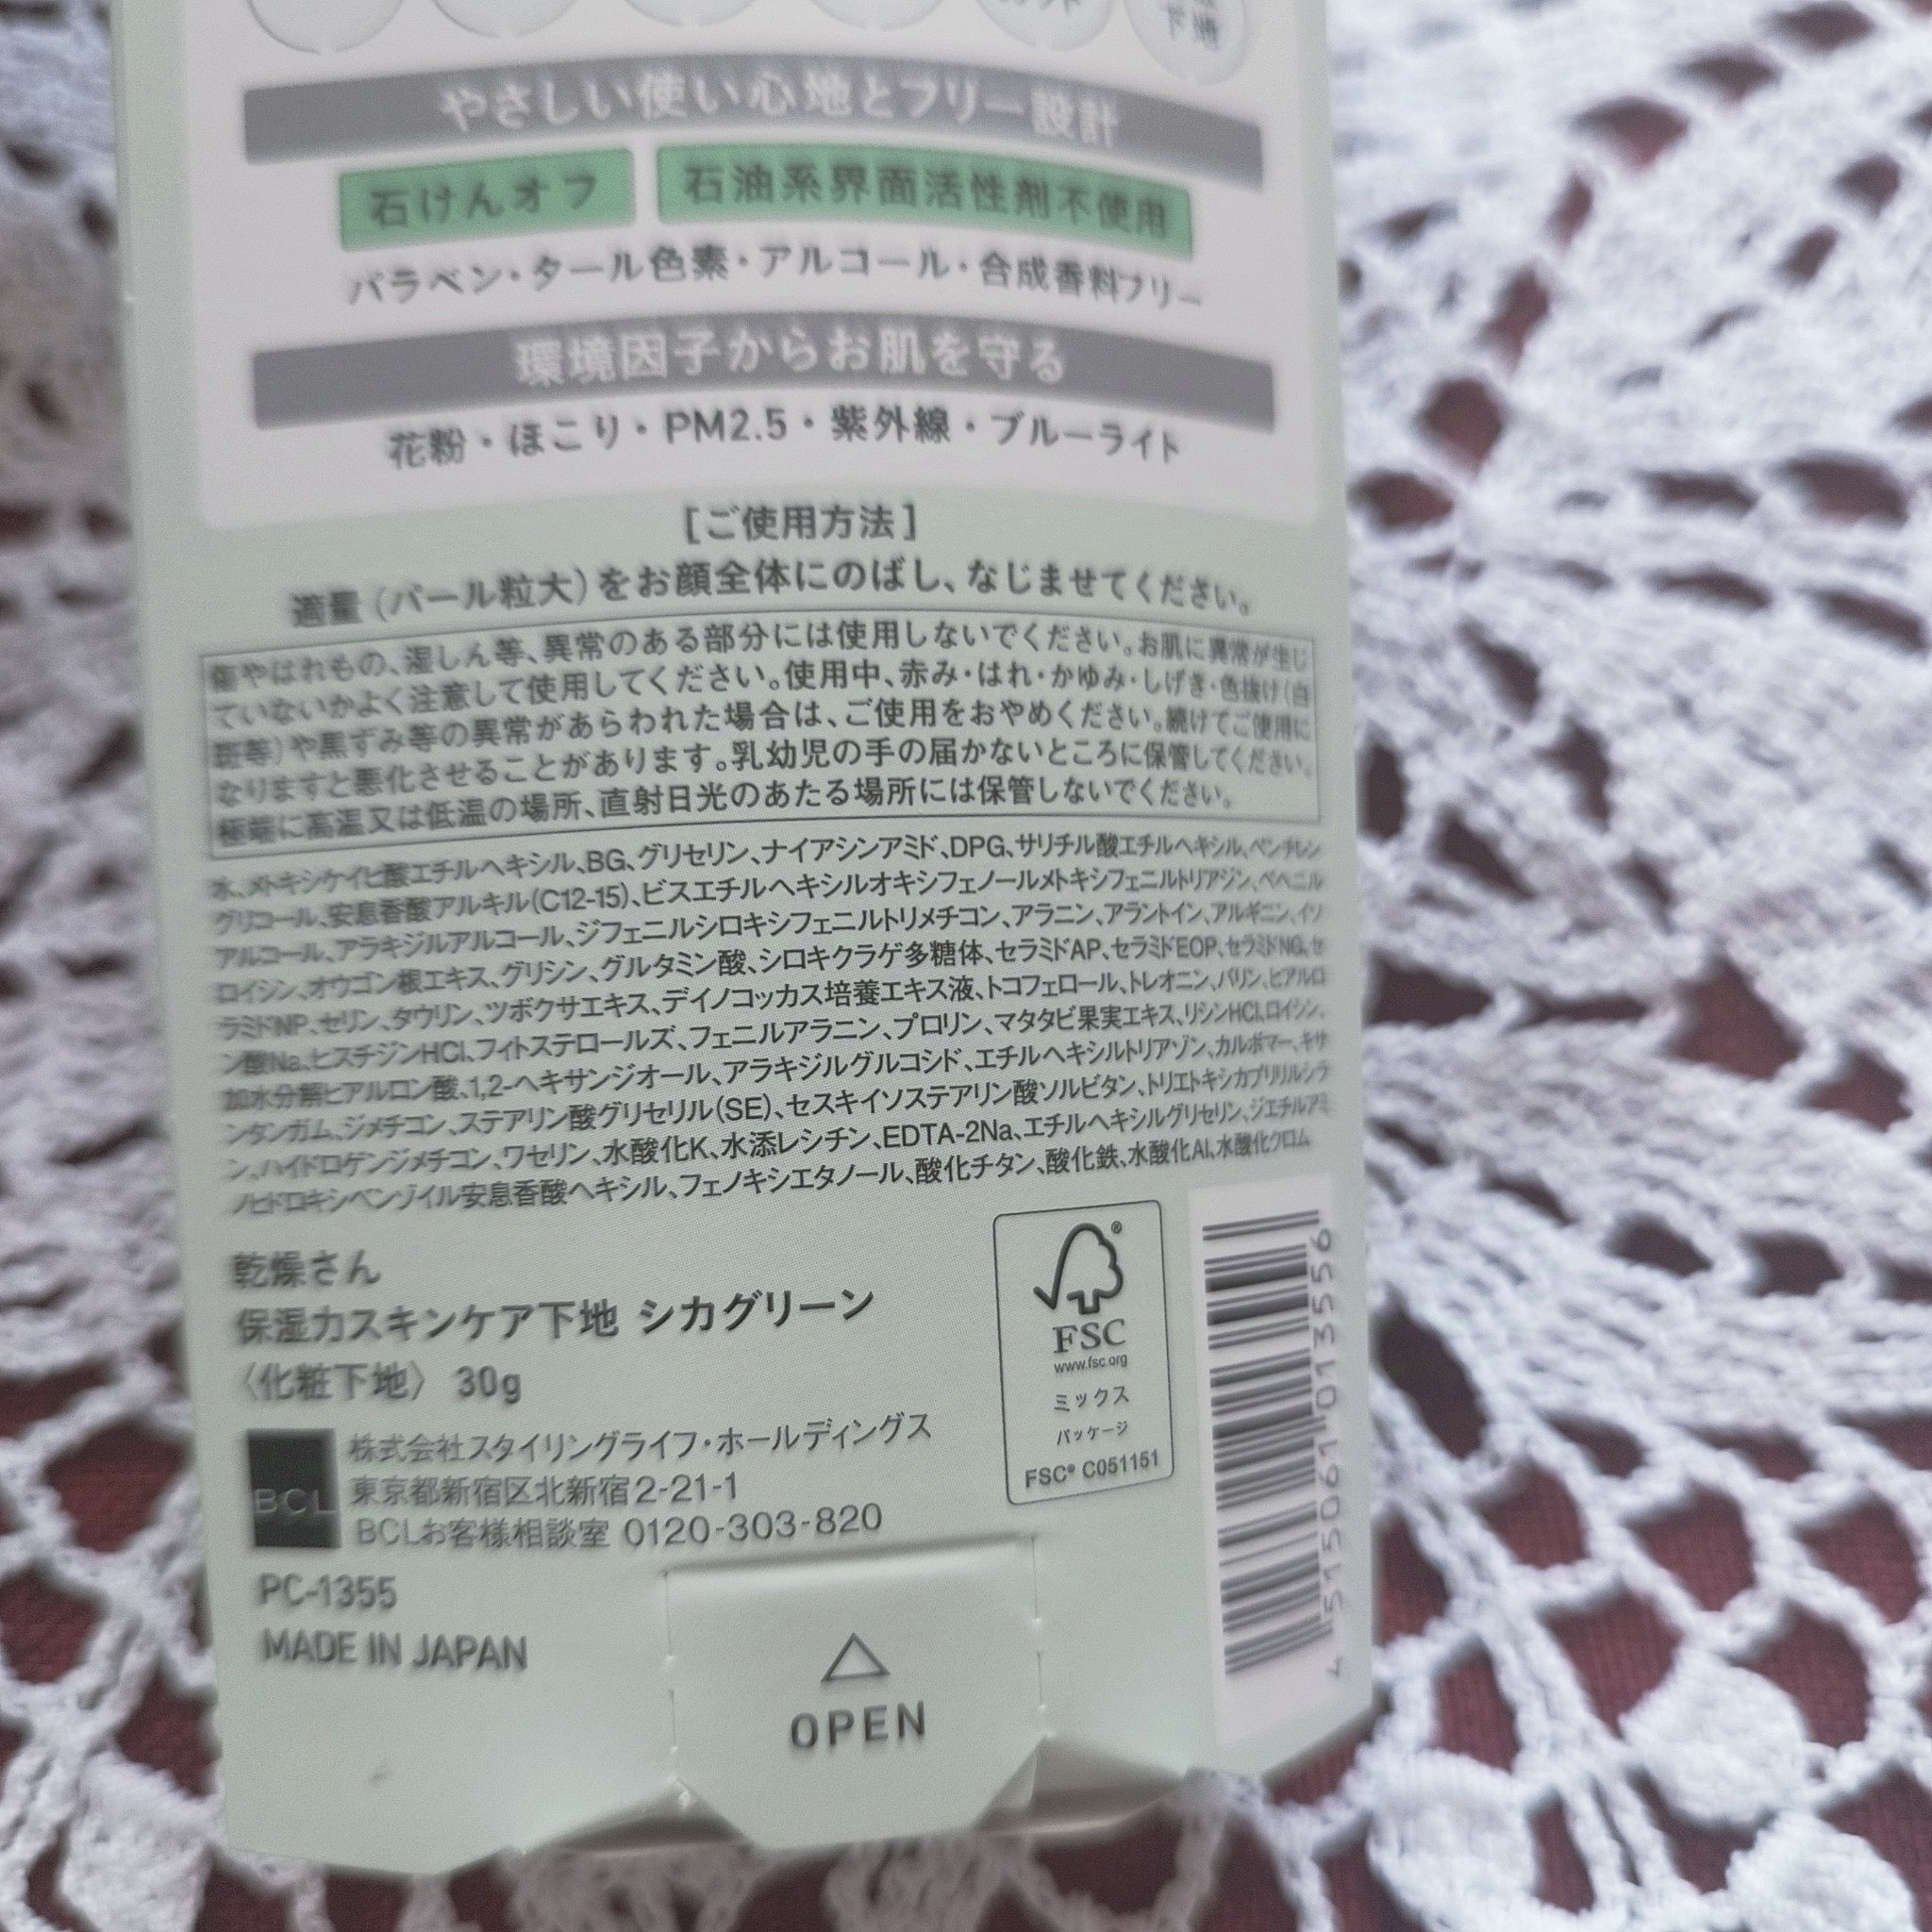 やさしい使い心地とフリー設計
石けんオフ 石油系界面活性剤不使用
パラベン・タール色素・アルコール・合成香料フリー
環境因子からお肌を守る
花粉・ほこり・PM2.5・紫外線・ブルーライト
[ご使用方法]
適量(パール粒大)をお顔全体にのばし、なじませてください。
傷やはれもの、湿しん等、異常のある部分には使用しないでください。お肌に異常が生じ
ていないかよく注意して使用してください。使用中、赤み・はれ・かゆみ・しげき・色抜け(白
斑等)や黒ずみ等の異常があらわれた場合は、ご使用をおやめください。続けてご使用に
なりますと悪化させることがあります。乳幼児の手の届かないところに保管してください。
極端に高温又は低温の場所、直射日光のあたる場所には保管しないでください。
水、メトキシケイヒ酸エチルヘキシル、BG、グリセリン、ナイアシンアミド、DPG、サリチル酸エチルヘキシル、ペンチレン
グリコール、安息香酸アルキル(C12-15)、ビスエチルヘキシルオキシフェノールメトキシフェニルトリアジン、ベヘニル
アルコール、アラキジルアルコール、ジフェニルシロキシフェニルトリメチコン、アラニン、アラントイン、アルギニン、イソ
ロイシン、オウゴン根エキス、グリシン、グルタミン酸、シロキクラゲ多糖体、セラミドAP、セラミドEOP、セラミドNG、セ
ラミドNP、セリン、タウリン、ツボクサエキス、デイノコッカス培養エキス液、トコフェロール、トレオニン、バリン、ヒアルロ
ン酸Na、ヒスチジンHCl、フィトステロールズ、フェニルアラニン、プロリン、マタタビ果実エキス、リシンHCl、ロイシン、
加水分解ヒアルロン酸、1,2-ヘキサンジオール、アラキジルグルコシド、エチルヘキシルトリアゾン、カルボマー、キサ
ンタンガム、ジメチコン、ステアリン酸グリセリル(SE)、セスキイソステアリン酸ソルビタン、トリエトキシカプリリルシラ
ン、ハイドロゲンジメチコン、ワセリン、水酸化K、水添レシチン、EDTA-2Na、エチルヘキシルグリセリン、ジエチルアミ
ノヒドロキシベンゾイル安息香酸ヘキシル、フェノキシエタノール、酸化チタン、酸化鉄、水酸化Al、水酸化クロム
乾燥さん
保湿力スキンケア下地 シカグリーン
〈化粧下地〉 30g
BCL
株式会社スタイリングライフ・ホールディングス
東京都新宿区北新宿2-21-1
BCLお客様相談室 0120-303-820
PC-1355
MADE IN JAPAN
FSC
www.fsc.org
ミックス
パッケージ
FSC® C051151
4 515061 013556
OPEN